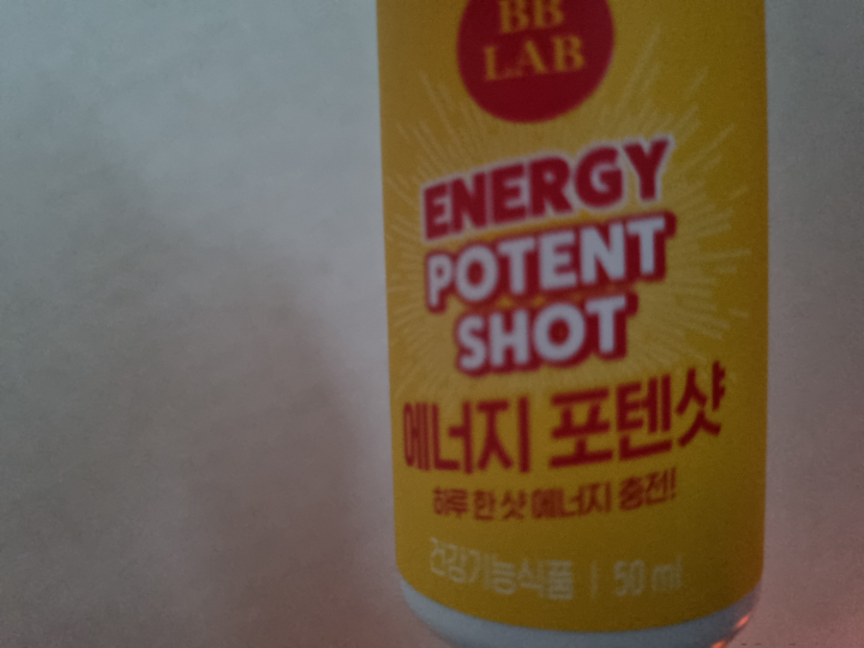 BB
LAB
ENERGY
POTENT
SHOT
에너지 포텐샷
하루 한 샷 에너지 충전!
건강기능식품 | 50 ml